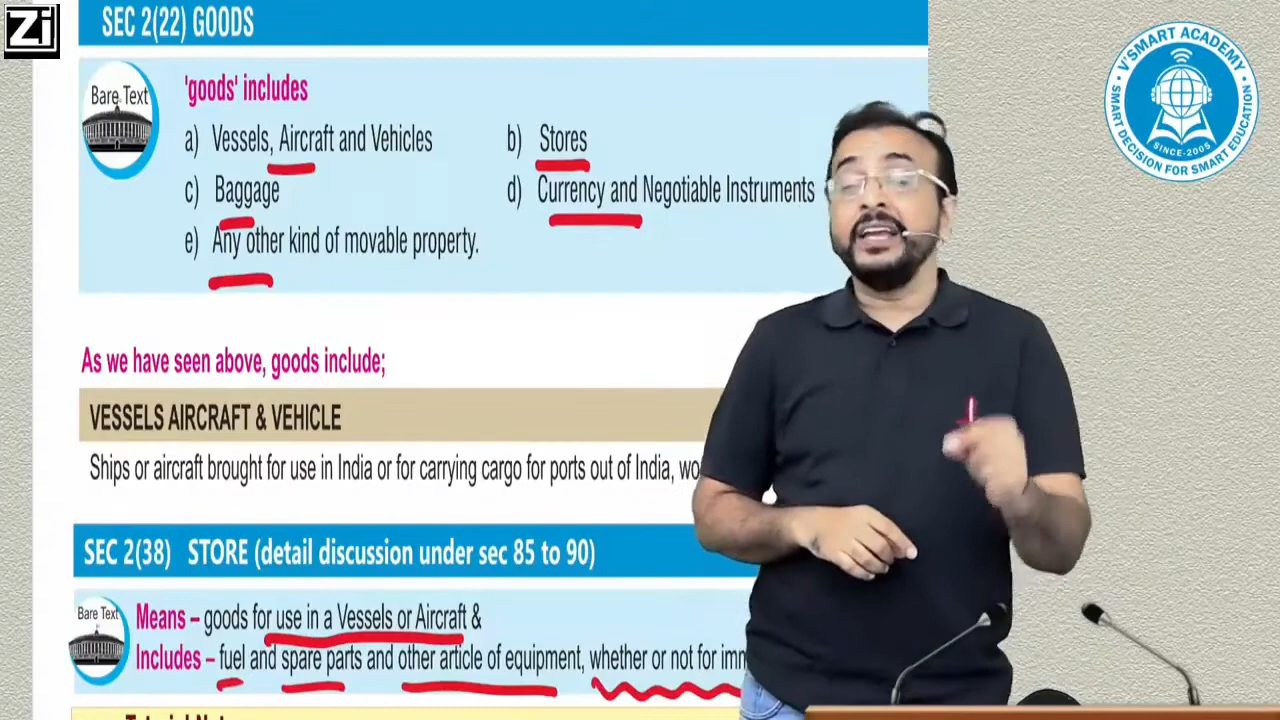 Zi
SEC 2(22) GOODS
Bare Text
'goods' includes
a) Vessels, Aircraft and Vehicles
b) Stores
c) Baggage
d) Currency and Negotiable Instruments
e) Any other kind of movable property.
As we have seen above, goods include;
VESSELS AIRCRAFT & VEHICLE
Ships or aircraft brought for use in India or for carrying cargo for ports out of India,
SEC 2(38) STORE (detail discussion under sec 85 to 90)
Bare Text
Means – goods for use in a Vessels or Aircraft &
Includes – fuel and spare parts and other article of equipment, whether or not for
V'SMART ACADEMY
SMART DECISION FOR SMART EDUCATION
SINCE-2005